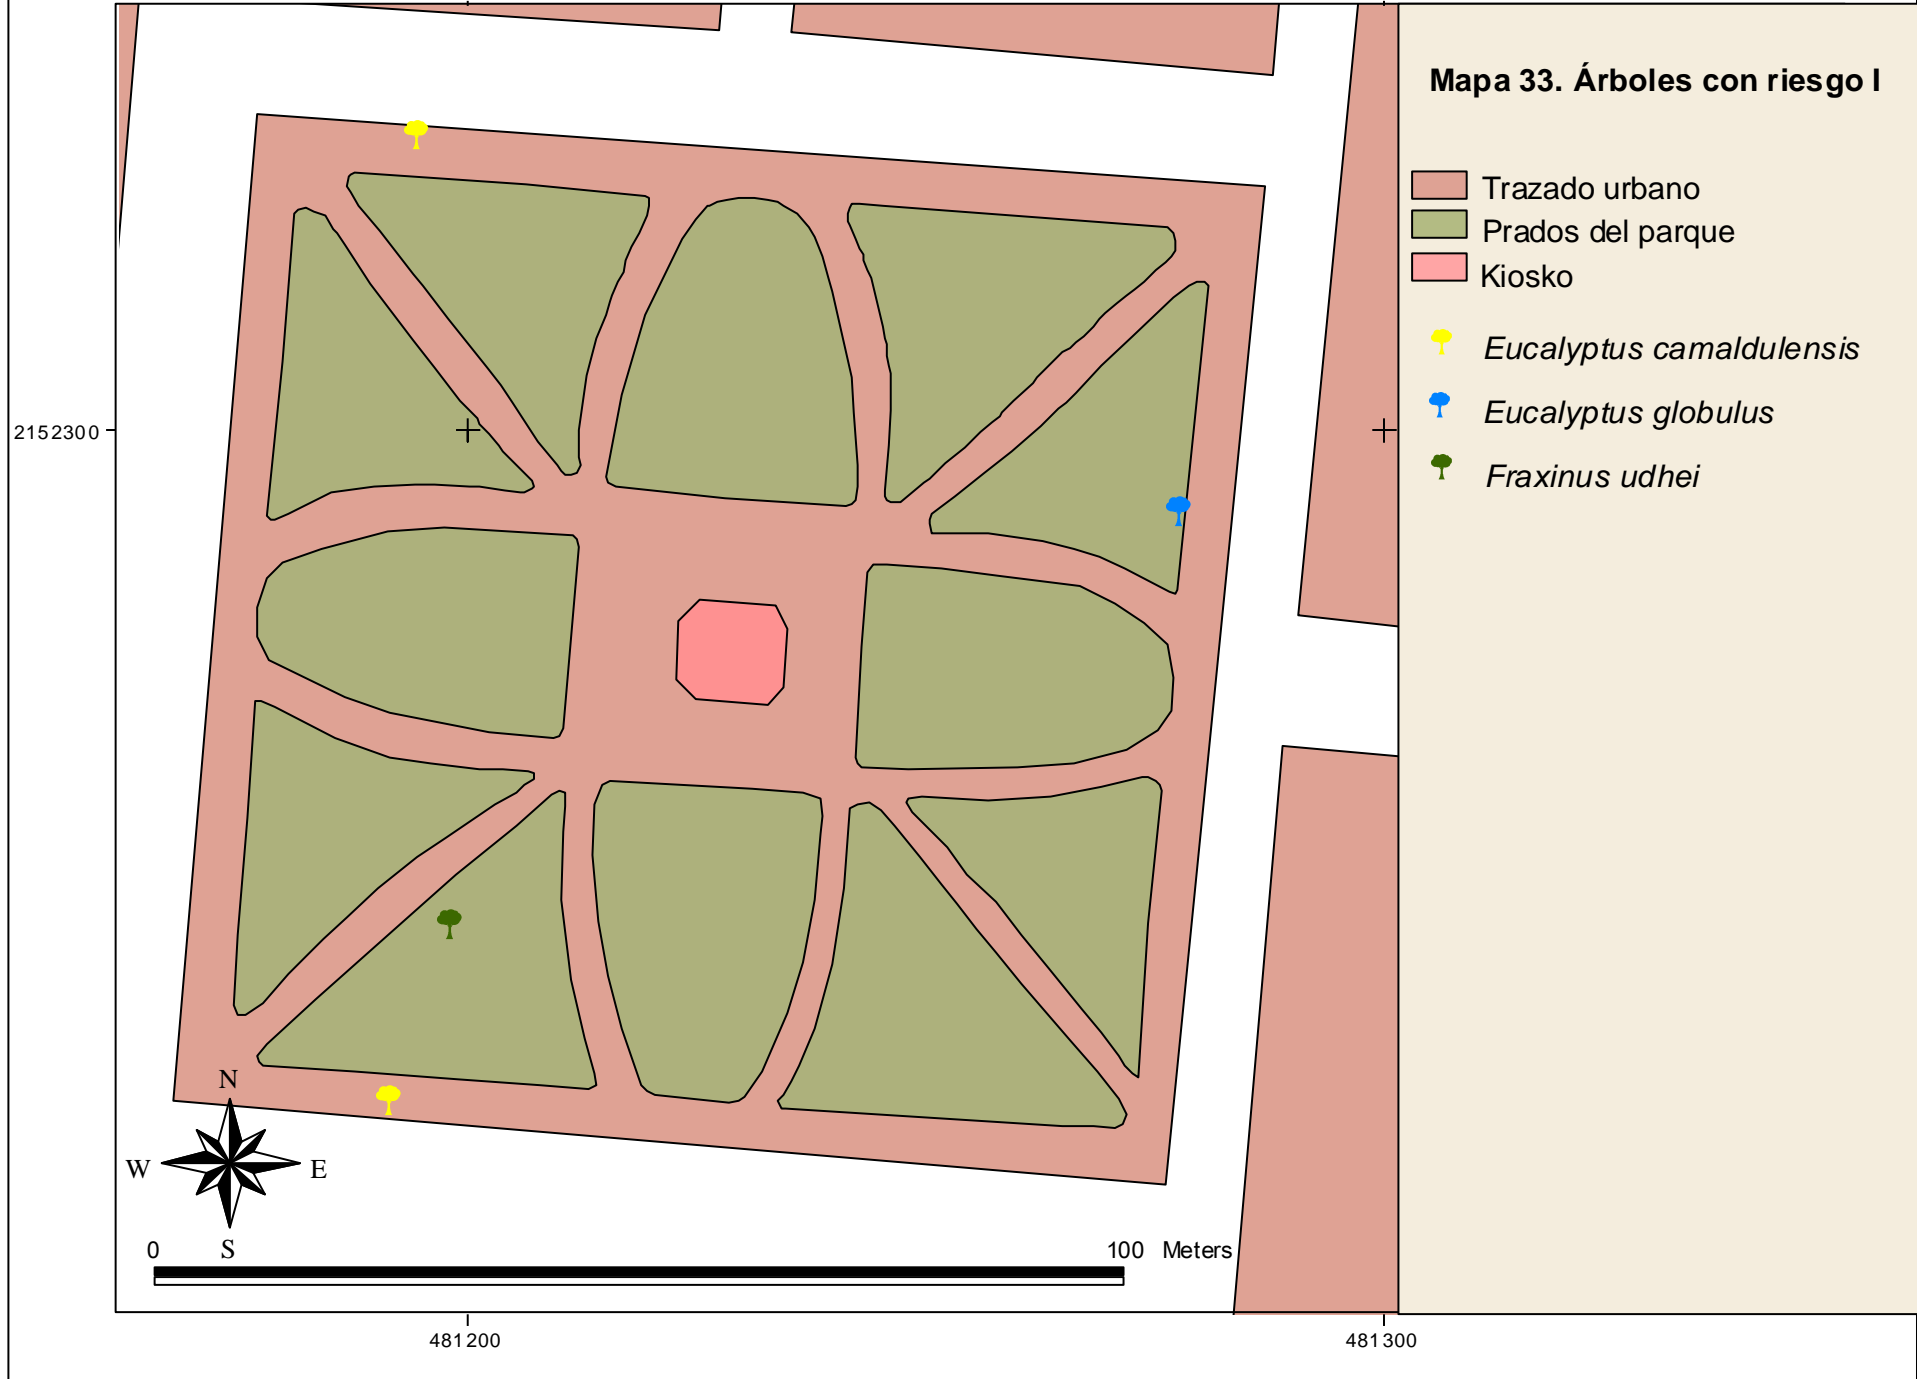 Mapa 33. Árboles con riesgo I
Trazado urbano
Prados del parque
Kiosko
Eucalyptus camaldulensis
Eucalyptus globulus
Fraxinus udhei
2152300
N
W E
S
0 100 Meters
481200 481300